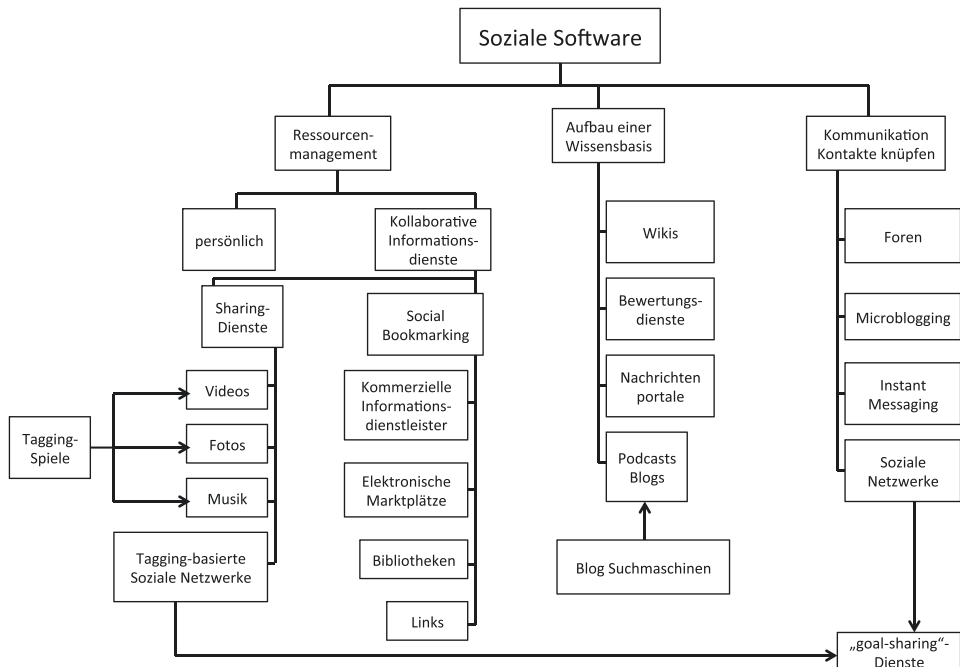 Soziale Software
Ressourcen-
management
Aufbau einer
Wissensbasis
Kommunikation
Kontakte knüpfen
persönlich
Kollaborative
Informations-
dienste
Sharing-
Dienste
Social
Bookmarking
Tagging-
Spiele
Videos
Fotos
Musik
Tagging-basierte
Soziale Netzwerke
Kommerzielle
Informations-
dienstleister
Elektronische
Marktplätze
Bibliotheken
Links
Wikis
Bewertungs-
dienste
Nachrichten
portale
Podcasts
Blogs
Blog Suchmaschinen
Foren
Microblogging
Instant
Messaging
Soziale
Netzwerke
„goal-sharing“-
Dienste